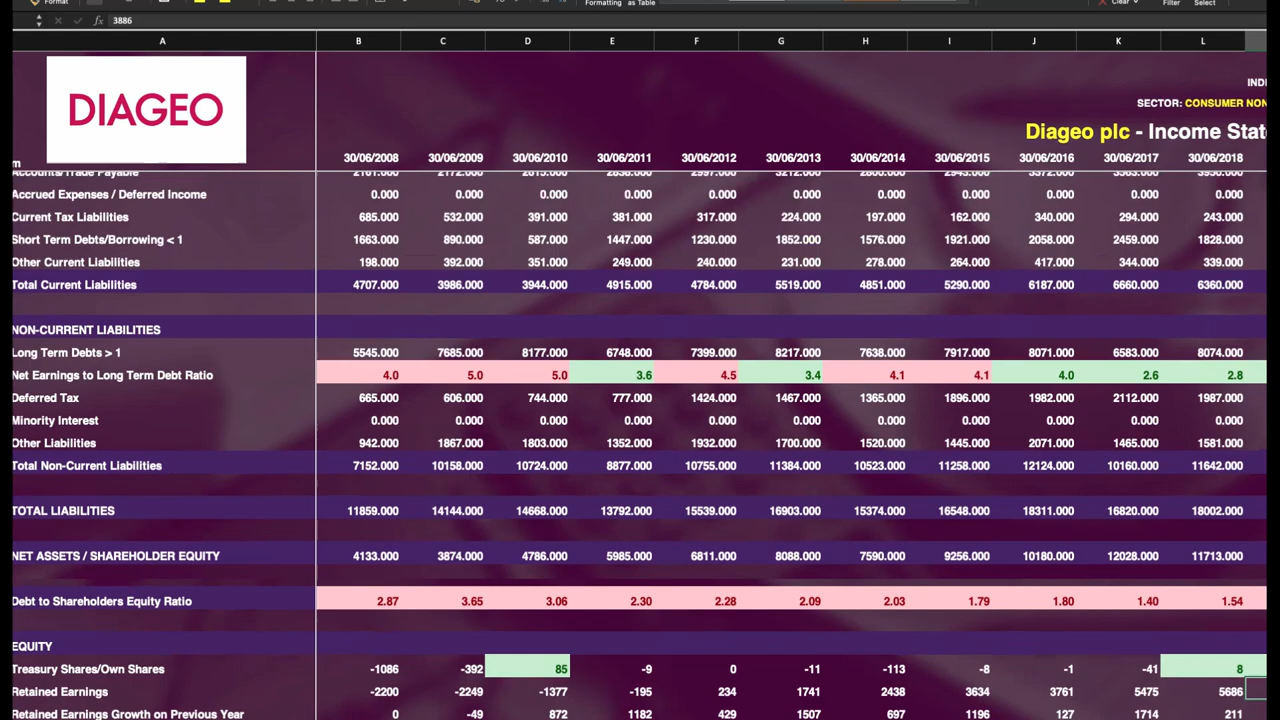 Format
Formatting as Table
Clear
Filter
Select
fx 3886
A B C D E F G H I J K L
DIAGEO
SECTOR: CONSUMER NON
Diageo plc - Income
30/06/2008 30/06/2009 30/06/2010 30/06/2011 30/06/2012 30/06/2013 30/06/2014 30/06/2015 30/06/2016 30/06/2017 30/06/2018
Accounts/Trade Payable
Accrued Expenses / Deferred Income 0.000 0.000 0.000 0.000 0.000 0.000 0.000 0.000 0.000 0.000 0.000
Current Tax Liabilities 685.000 532.000 391.000 381.000 317.000 224.000 197.000 162.000 340.000 294.000 243.000
Short Term Debts/Borrowing < 1 1663.000 890.000 587.000 1447.000 1230.000 1852.000 1576.000 1921.000 2058.000 2459.000 1828.000
Other Current Liabilities 198.000 392.000 351.000 249.000 240.000 231.000 278.000 264.000 417.000 344.000 339.000
Total Current Liabilities 4707.000 3986.000 3944.000 4915.000 4784.000 5519.000 4851.000 5290.000 6187.000 6660.000 6360.000
NON-CURRENT LIABILITIES
Long Term Debts > 1 5545.000 7685.000 8177.000 6748.000 7399.000 8217.000 7638.000 7917.000 8071.000 6583.000 8074.000
Net Earnings to Long Term Debt Ratio 4.0 5.0 5.0 3.6 4.5 3.4 4.1 4.1 4.0 2.6 2.8
Deferred Tax 665.000 606.000 744.000 777.000 1424.000 1467.000 1365.000 1896.000 1982.000 2112.000 1987.000
Minority Interest 0.000 0.000 0.000 0.000 0.000 0.000 0.000 0.000 0.000 0.000 0.000
Other Liabilities 942.000 1867.000 1803.000 1352.000 1932.000 1700.000 1520.000 1445.000 2071.000 1465.000 1581.000
Total Non-Current Liabilities 7152.000 10158.000 10724.000 8877.000 10755.000 11384.000 10523.000 11258.000 12124.000 10160.000 11642.000
TOTAL LIABILITIES 11859.000 14144.000 14668.000 13792.000 15539.000 16903.000 15374.000 16548.000 18311.000 16820.000 18002.000
NET ASSETS / SHAREHOLDER EQUITY 4133.000 3874.000 4786.000 5985.000 6811.000 8088.000 7590.000 9256.000 10180.000 12028.000 11713.000
Debt to Shareholders Equity Ratio 2.87 3.65 3.06 2.30 2.28 2.09 2.03 1.79 1.80 1.40 1.54
EQUITY
Treasury Shares/Own Shares -1086 -392 85 -9 0 -11 -113 -8 -1 -41 8
Retained Earnings -2200 -2249 -1377 -195 234 1741 2438 3634 3761 5475 5686
Retained Earnings Growth on Previous Year 0 -49 872 1182 429 1507 697 1196 127 1714 211